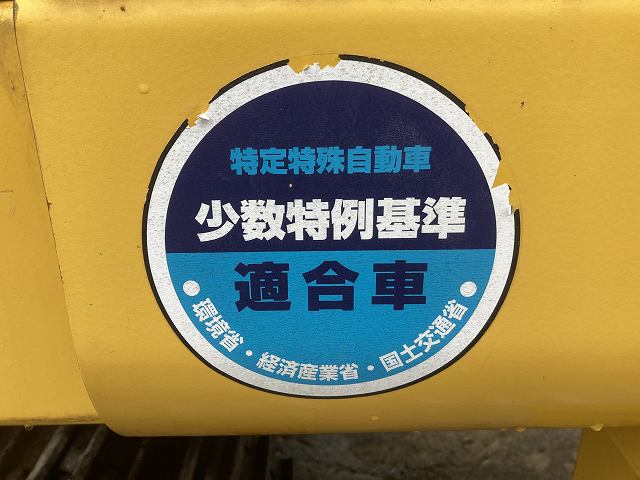 特定特殊自動車
少数特例基準
適合車
・環境省・経済産業省・国土交通省・